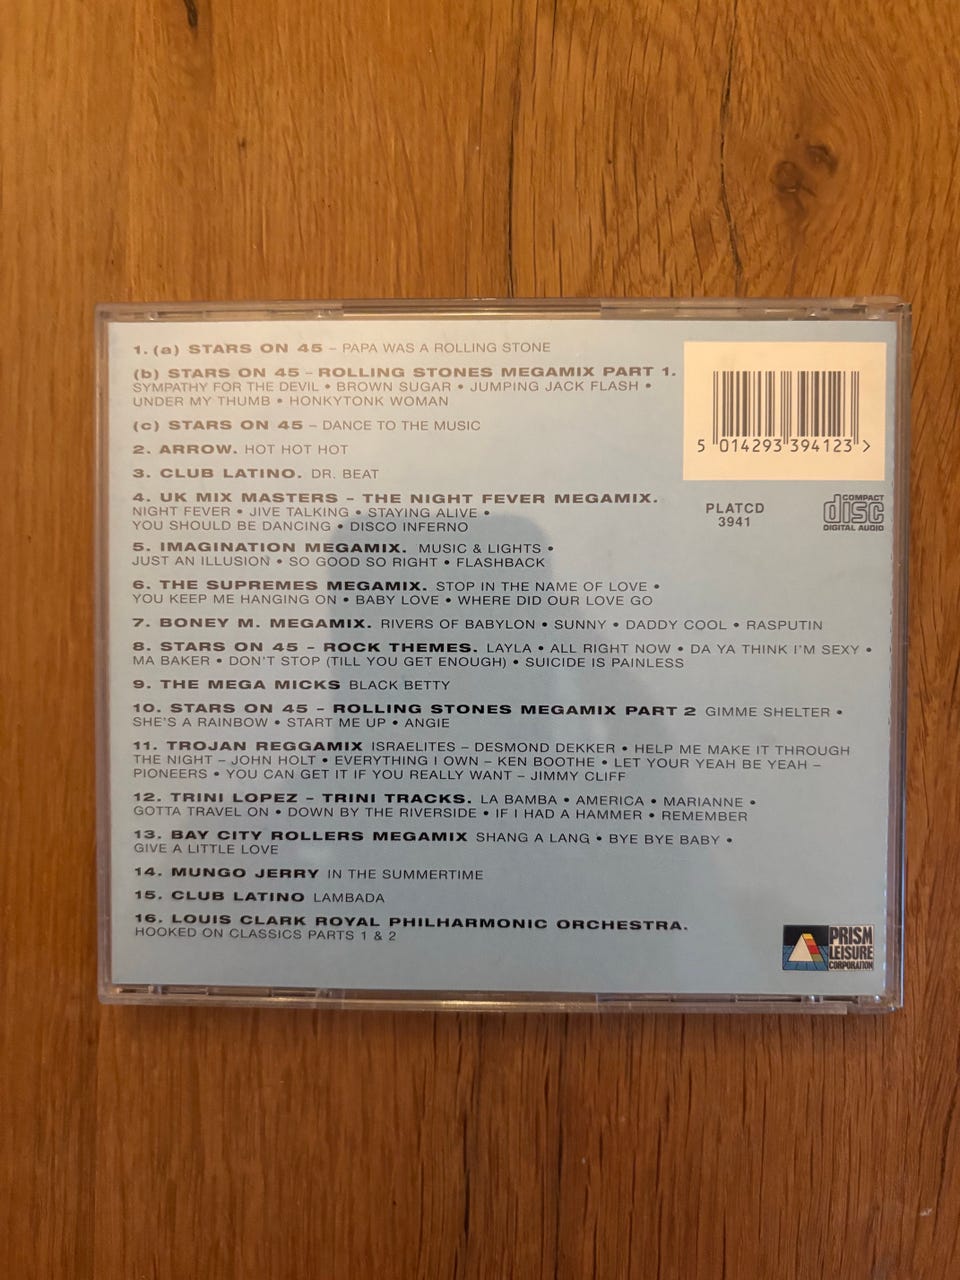 1. (a) STARS ON 45 – PAPA WAS A ROLLING STONE
(b) STARS ON 45 – ROLLING STONES MEGAMIX PART 1.
SYMPATHY FOR THE DEVIL • BROWN SUGAR • JUMPING JACK FLASH •
UNDER MY THUMB • HONKYTONK WOMAN
(c) STARS ON 45 – DANCE TO THE MUSIC
2. ARROW. HOT HOT HOT
3. CLUB LATINO. DR. BEAT
4. UK MIX MASTERS – THE NIGHT FEVER MEGAMIX.
NIGHT FEVER • JIVE TALKING • STAYING ALIVE •
YOU SHOULD BE DANCING • DISCO INFERNO
5. IMAGINATION MEGAMIX. MUSIC & LIGHTS •
JUST AN ILLUSION • SO GOOD SO RIGHT • FLASHBACK
6. THE SUPREMES MEGAMIX. STOP IN THE NAME OF LOVE •
YOU KEEP ME HANGING ON • BABY LOVE • WHERE DID OUR LOVE GO
7. BONEY M. MEGAMIX. RIVERS OF BABYLON • SUNNY • DADDY COOL • RASPUTIN
8. STARS ON 45 – ROCK THEMES. LAYLA • ALL RIGHT NOW • DA YA THINK I'M SEXY •
MA BAKER • DON'T STOP (TILL YOU GET ENOUGH) • SUICIDE IS PAINLESS
9. THE MEGA MICKS BLACK BETTY
10. STARS ON 45 – ROLLING STONES MEGAMIX PART 2 GIMME SHELTER •
SHE'S A RAINBOW • START ME UP • ANGIE
11. TROJAN REGGAMIX ISRAELITES – DESMOND DEKKER • HELP ME MAKE IT THROUGH
THE NIGHT – JOHN HOLT • EVERYTHING I OWN – KEN BOOTHE • LET YOUR YEAH BE YEAH –
PIONEERS • YOU CAN GET IT IF YOU REALLY WANT – JIMMY CLIFF
12. TRINI LOPEZ – TRINI TRACKS. LA BAMBA • AMERICA • MARIANNE •
GOTTA TRAVEL ON • DOWN BY THE RIVERSIDE • IF I HAD A HAMMER • REMEMBER
13. BAY CITY ROLLERS MEGAMIX SHANG A LANG • BYE BYE BABY •
GIVE A LITTLE LOVE
14. MUNGO JERRY IN THE SUMMERTIME
15. CLUB LATINO LAMBADA
16. LOUIS CLARK ROYAL PHILHARMONIC ORCHESTRA.
HOOKED ON CLASSICS PARTS 1 & 2
5 014293 394123 >
PLATCD
3941
COMPACT
disc
DIGITAL AUDIO
PRISM
LEISURE
CORPORATION